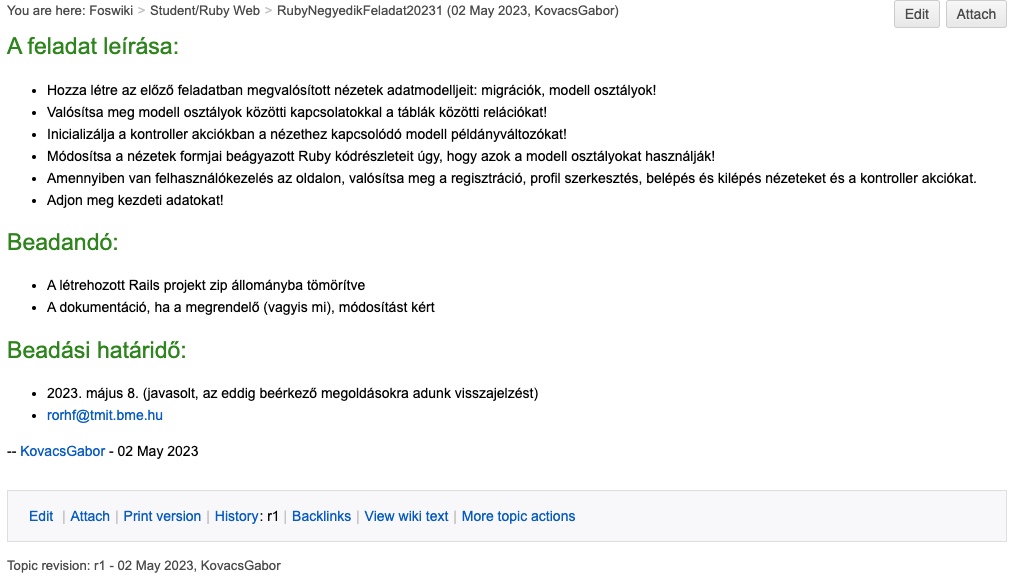 You are here: Foswiki > Student/Ruby Web > RubyNegyedikFeladat20231 (02 May 2023, KovacsGabor)
Edit Attach
A feladat leírása:
• Hozza létre az előző feladatban megvalósított nézetek adatmodelljeit: migrációk, modell osztályok!
• Valósítsa meg modell osztályok közötti kapcsolatokkal a táblák közötti relációkat!
• Inicializálja a kontroller akciókban a nézethez kapcsolódó modell példányváltozókat!
• Módosítsa a nézetek formjai beágyazott Ruby kódrészleteit úgy, hogy azok a modell osztályokat használják!
• Amennyiben van felhasználókezelés az oldalon, valósítsa meg a regisztráció, profil szerkesztés, belépés és kilépés nézeteket és a kontroller akciókat.
• Adjon meg kezdeti adatokat!
Beadandó:
• A létrehozott Rails projekt zip állományba tömörítve
• A dokumentáció, ha a megrendelő (vagyis mi), módosítást kért
Beadási határidő:
• 2023. május 8. (javasolt, az eddig beérkező megoldásokra adunk visszajelzést)
• rorhf@tmit.bme.hu
-- KovacsGabor - 02 May 2023
Edit | Attach | Print version | History: r1 | Backlinks | View wiki text | More topic actions
Topic revision: r1 - 02 May 2023, KovacsGabor